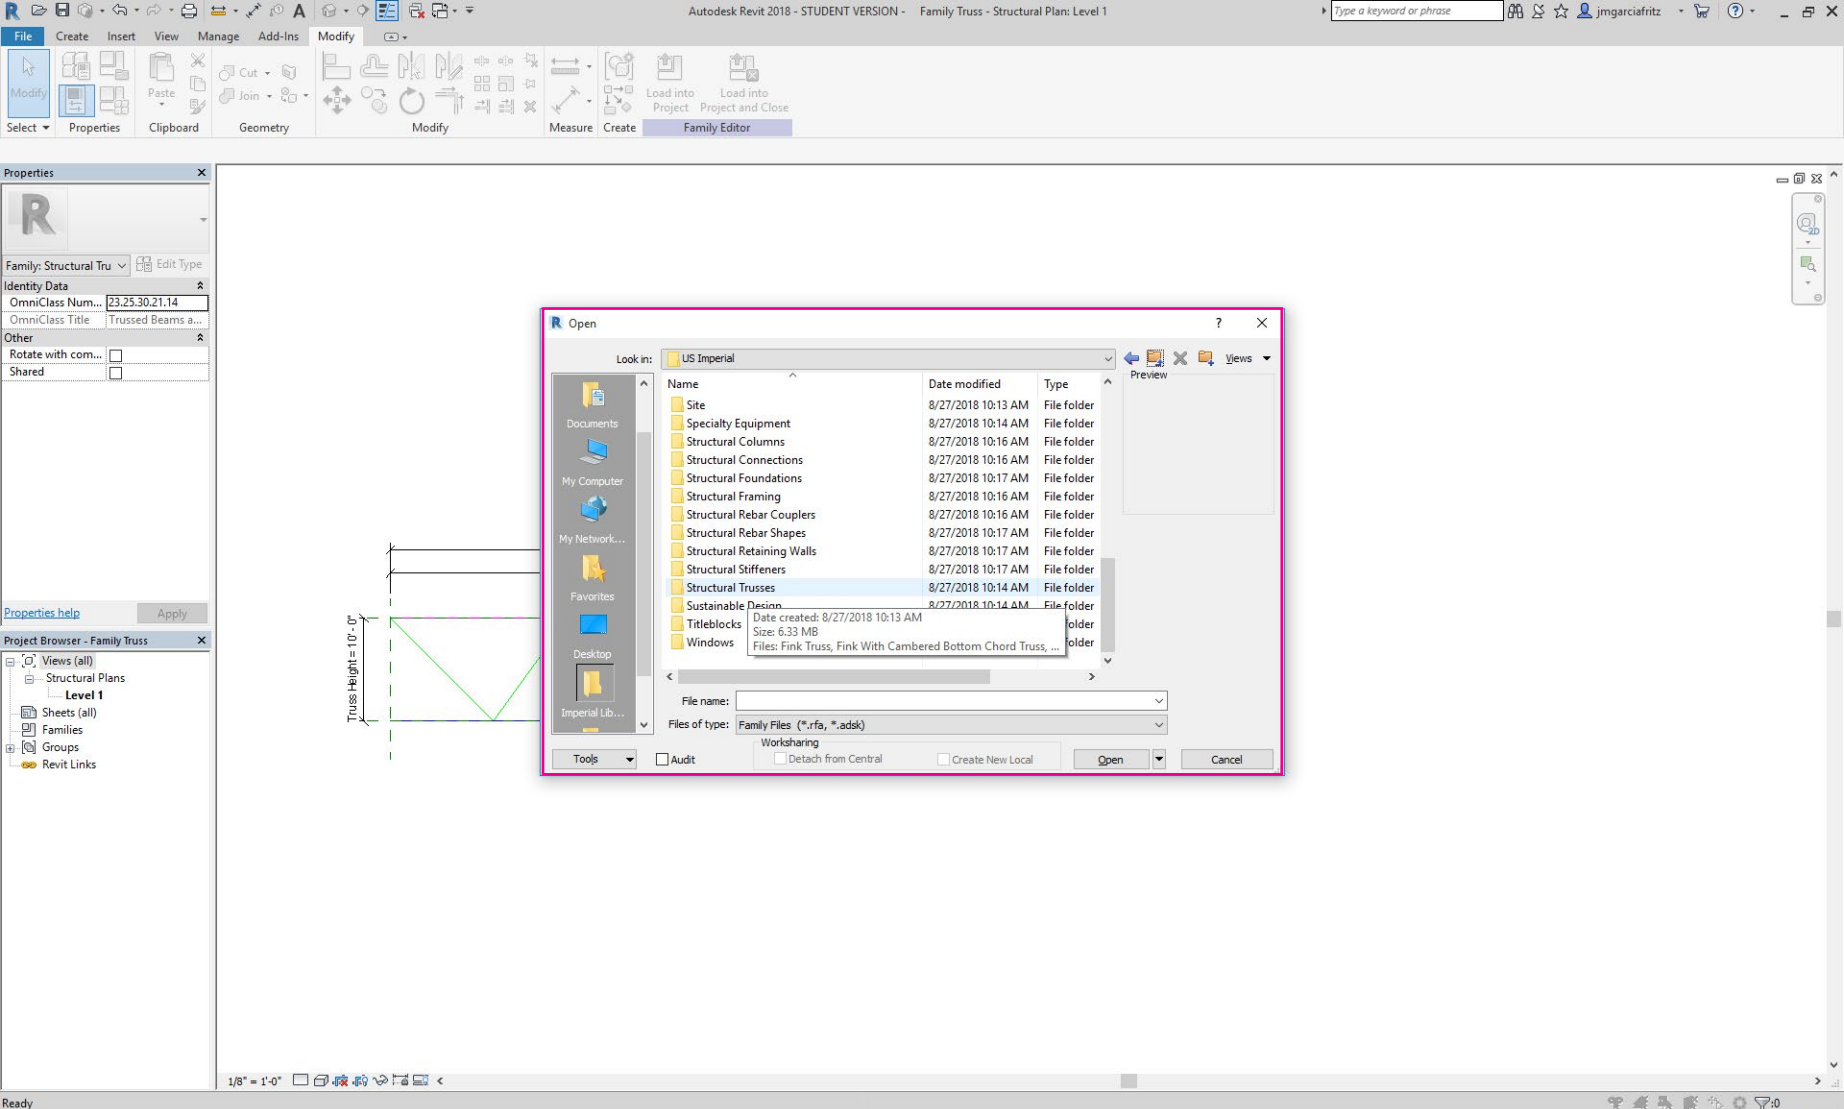 Autodesk Revit 2018 - STUDENT VERSION - Family Truss - Structural Plan: Level 1
Type a keyword or phrase
jmgarciafritz
File Create Insert View Manage Add-Ins Modify
Modify
Paste
Cut
Join
Load into Project
Load into Project and Close
Select Properties Clipboard Geometry Modify Measure Create Family Editor
Properties
Family: Structural Tru
Edit Type
Identity Data
OmniClass Num... 23.25.30.21.14
OmniClass Title Trussed Beams a...
Other
Rotate with com...
Shared
Properties help
Apply
Project Browser - Family Truss
Views (all)
Structural Plans
Level 1
Sheets (all)
Families
Groups
Revit Links
Truss Height = 10' - 0"
2D
Open
Look in: US Imperial
Views
Preview
Documents
My Computer
My Network...
Favorites
Desktop
Imperial Lib...
Name Date modified Type
Site 8/27/2018 10:13 AM File folder
Specialty Equipment 8/27/2018 10:14 AM File folder
Structural Columns 8/27/2018 10:16 AM File folder
Structural Connections 8/27/2018 10:16 AM File folder
Structural Foundations 8/27/2018 10:17 AM File folder
Structural Framing 8/27/2018 10:16 AM File folder
Structural Rebar Couplers 8/27/2018 10:16 AM File folder
Structural Rebar Shapes 8/27/2018 10:17 AM File folder
Structural Retaining Walls 8/27/2018 10:17 AM File folder
Structural Stiffeners 8/27/2018 10:17 AM File folder
Structural Trusses 8/27/2018 10:14 AM File folder
Sustainable Design 8/27/2018 10:14 AM File folder
Titleblocks older
Windows older
Date created: 8/27/2018 10:13 AM
Size: 6.33 MB
Files: Fink Truss, Fink With Cambered Bottom Chord Truss, ...
File name:
Files of type: Family Files (*.rfa, *.adsk)
Worksharing
Tools Audit Detach from Central Create New Local Open Cancel
1/8" = 1'-0"
Ready
:0